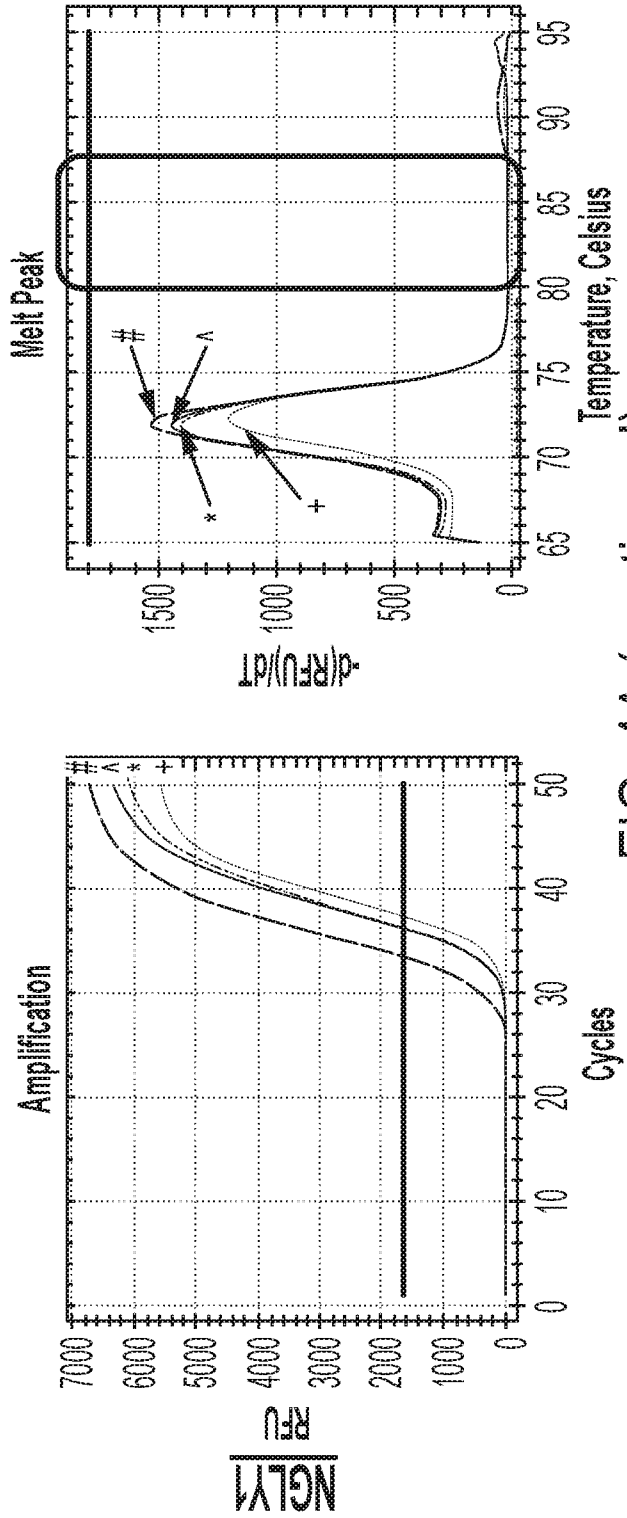 NGLY1
Amplification
RFU
7000
6000
5000
4000
3000
2000
1000
0
0 10 20 30 40 50
Cycles
# v * +
Melt Peak
-d(RFU)/dT
1500
1000
500
0
65 70 75 80 85 90 95
Temperature, Celsius
#
v
*
+